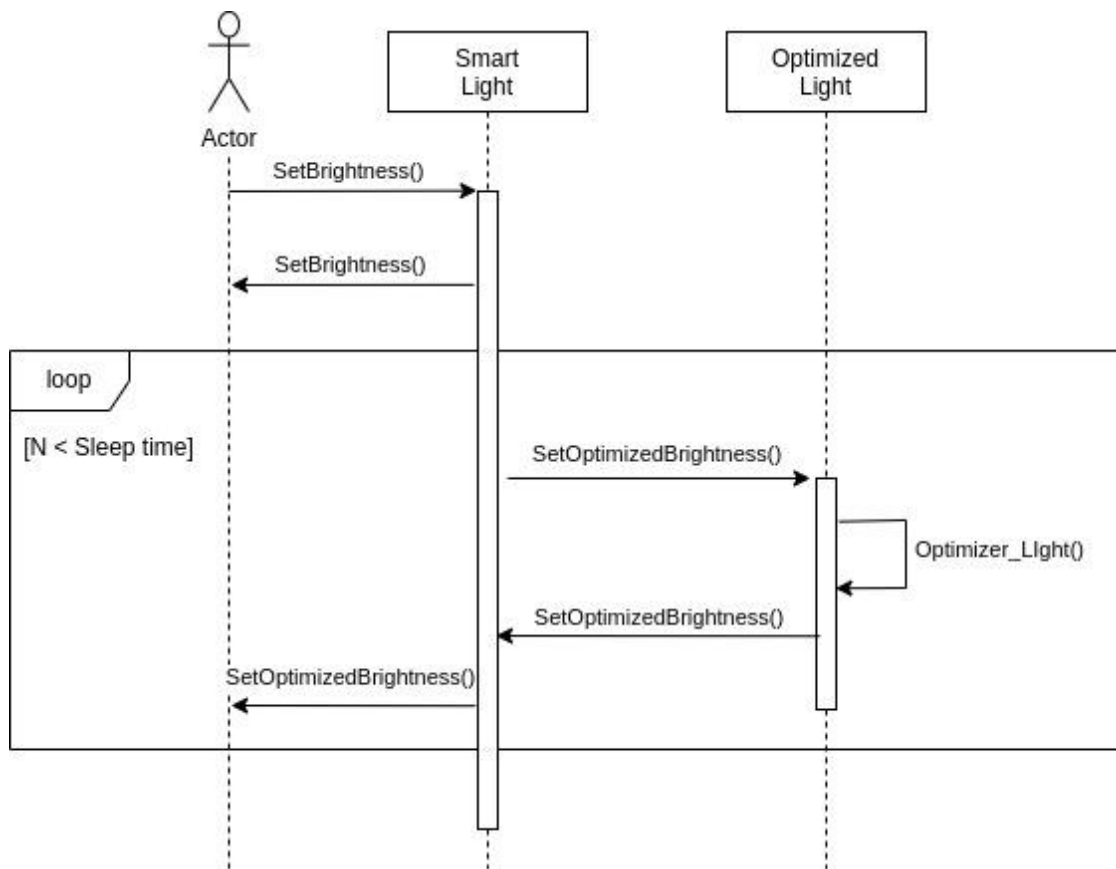 Smart
Light
Optimized
Light
Actor
SetBrightness()
SetBrightness()
loop
[N < Sleep time]
SetOptimizedBrightness()
Optimizer_LIght()
SetOptimizedBrightness()
SetOptimizedBrightness()